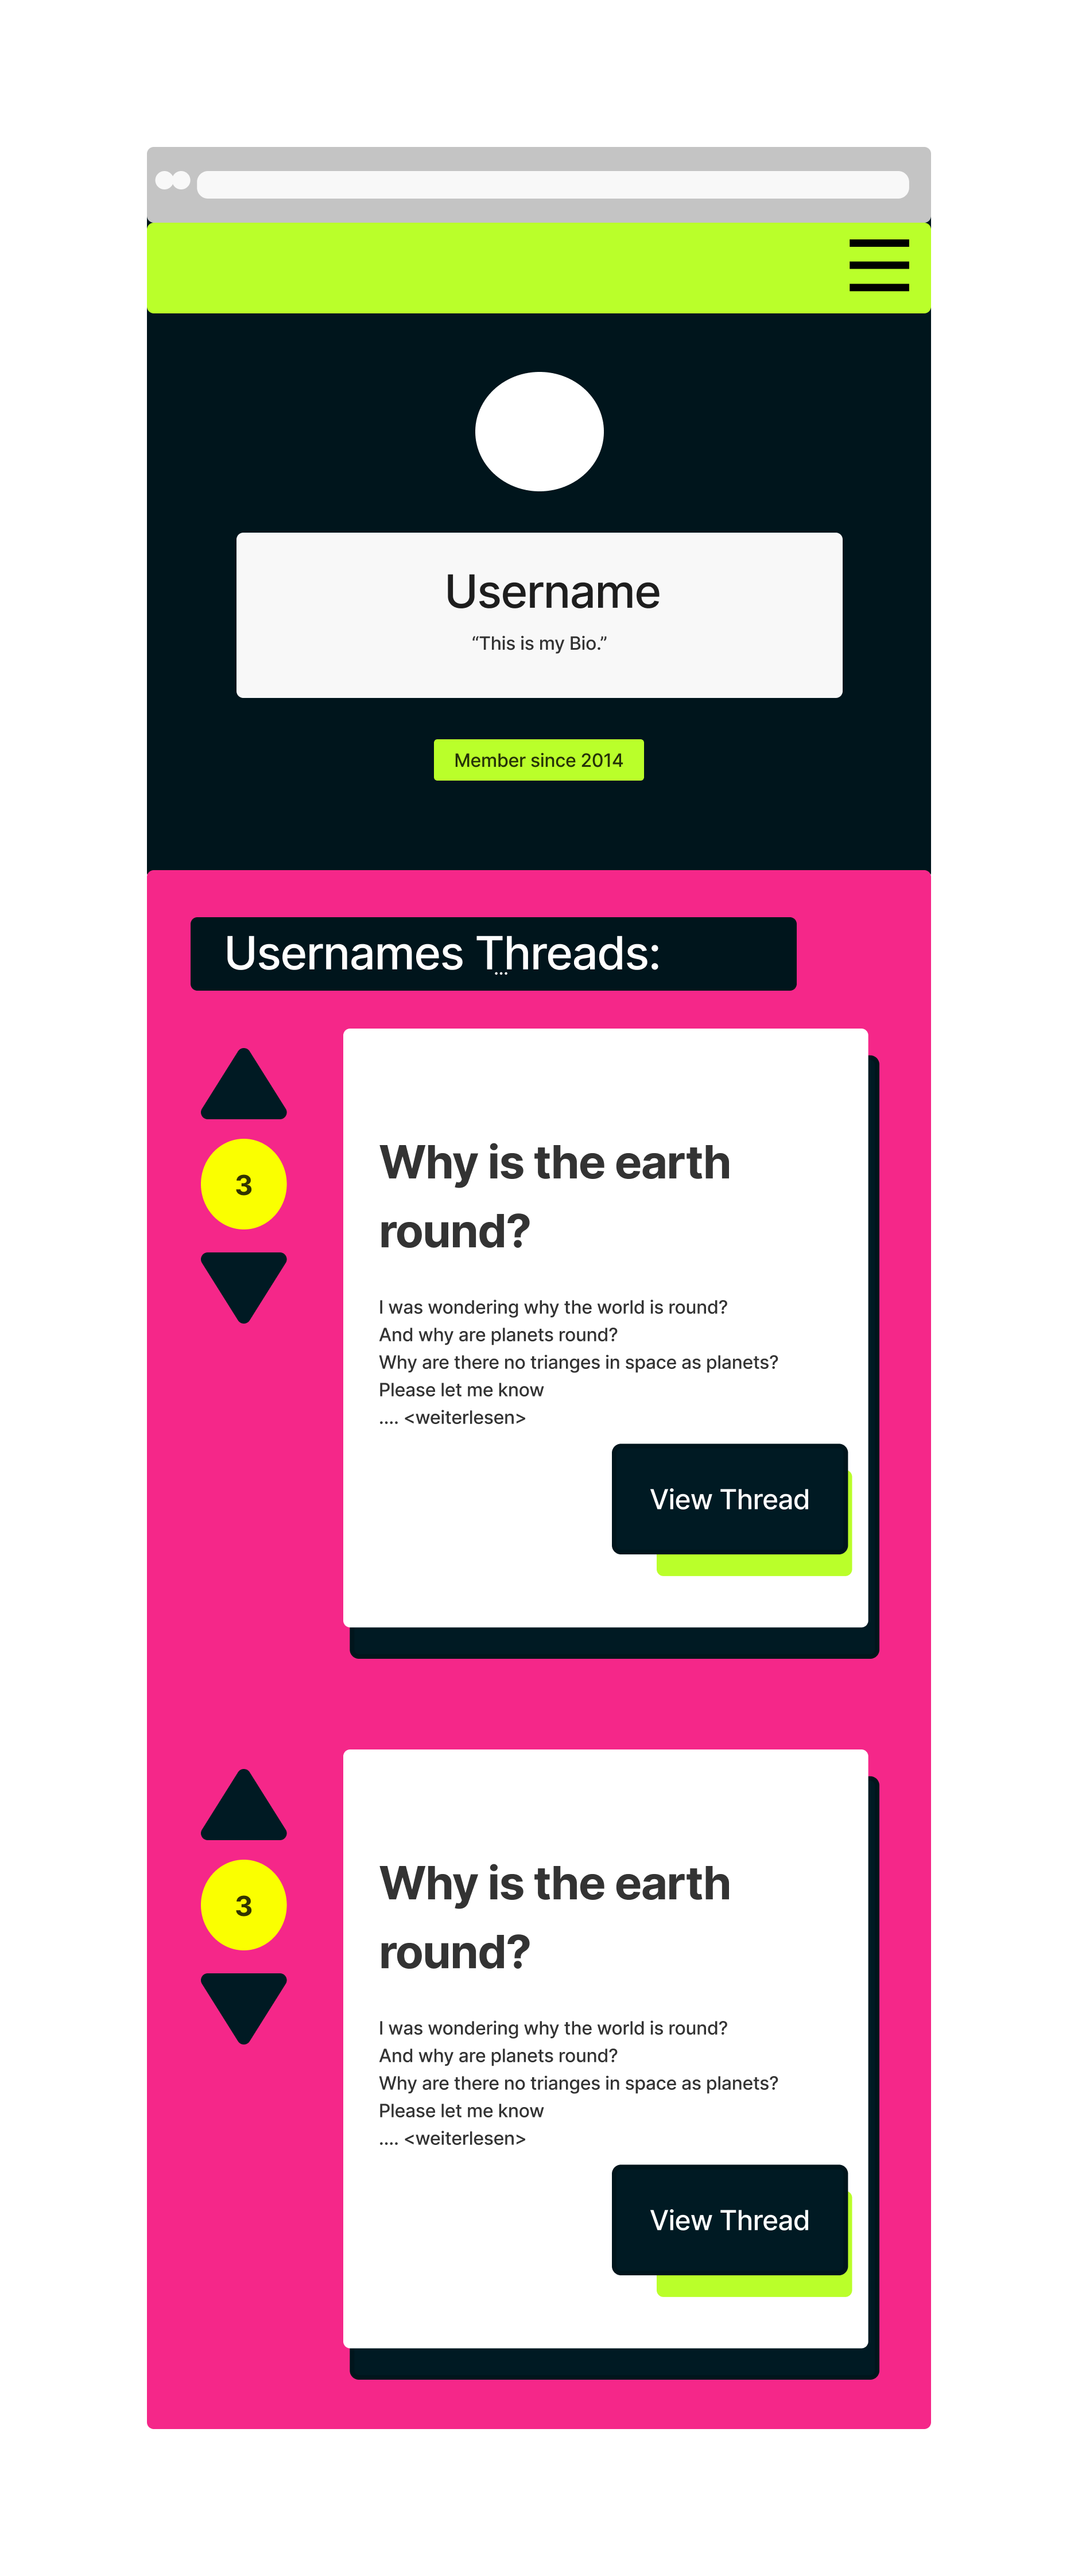 Username
“This is my Bio.”
Member since 2014
Usernames Threads:
...
3
Why is the earth
round?
I was wondering why the world is round?
And why are planets round?
Why are there no trianges in space as planets?
Please let me know
.... <weiterlesen>
View Thread
3
Why is the earth
round?
I was wondering why the world is round?
And why are planets round?
Why are there no trianges in space as planets?
Please let me know
.... <weiterlesen>
View Thread